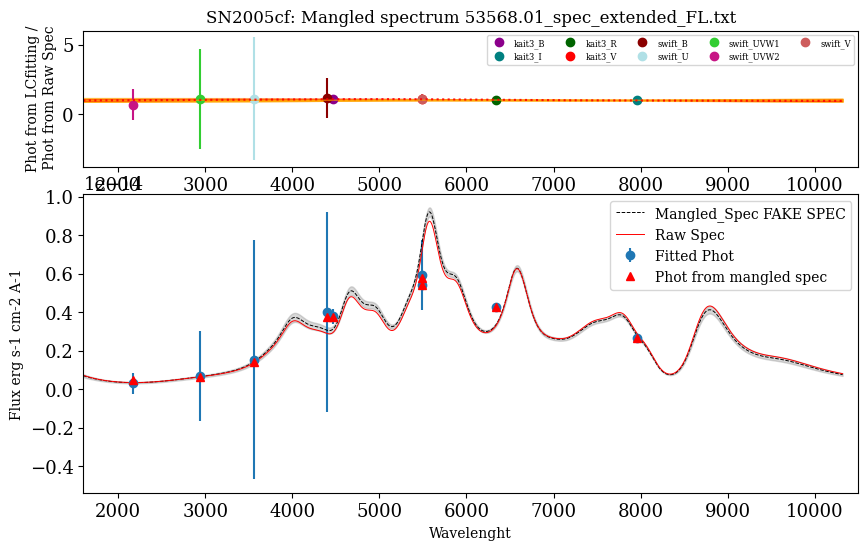 SN2005cf: Mangled spectrum 53568.01_spec_extended_FL.txt
Phot from LCfitting /
Phot from Raw Spec
5
0
kait3_B kait3_R swift_B swift_UVW1 swift_V
kait3_I kait3_V swift_U swift_UVW2
2000 3000 4000 5000 6000 7000 8000 9000 10000
1e−14
Flux erg s-1 cm-2 A-1
1.0
0.8
0.6
0.4
0.2
0.0
−0.2
−0.4
Mangled_Spec FAKE SPEC
Raw Spec
Fitted Phot
Phot from mangled spec
2000 3000 4000 5000 6000 7000 8000 9000 10000
Wavelenght